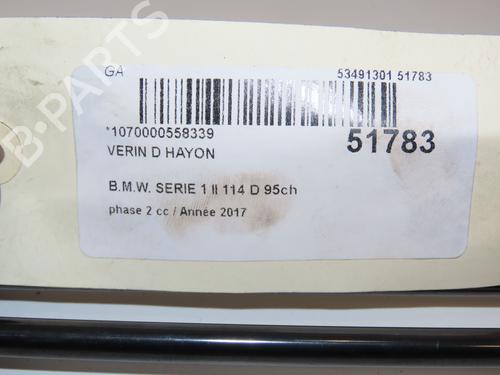 GA 53491301 51783
*1070000558339 51783
VERIN D HAYON
B.M.W. SERIE 1 II 114 D 95ch
phase 2 cc / Année 2017
B-PARTS